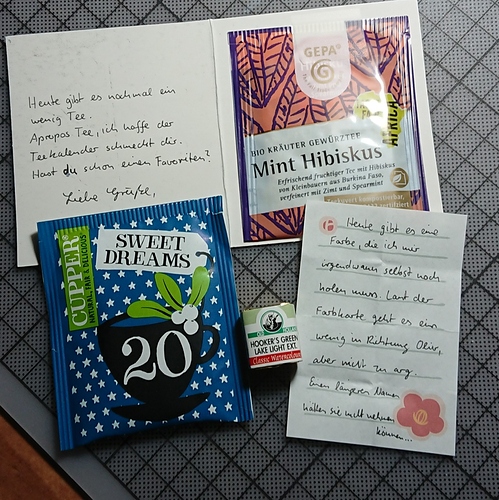 Heute gibt es nochmal ein
wenig Tee.
Apropos Tee, ich hoffe der
Teekalender schmeckt dir.
Hast du schon einen Favoriten?
Liebe Grüße,
GEPA
AFRICA
BIO KRÄUTER GEWÜRZTEE
Mint Hibiskus
Erfrischend fruchtiger Tee mit Hibiskus
von Kleinbauern aus Burkina Faso,
verfeinert mit Zimt und Spearmint
CUPPER
NATURAL, FAIR & DELICIOUS
SWEET
DREAMS
20
OLD HOLLAND
HOOKER'S GREEN
LAKE LIGHT EXT.
Classic Watercolours
Heute gibt es eine
Farbe, die ich mir
irgendwann selbst noch
holen muss. Laut der
Farbkarte geht es ein
wenig in Richtung Oliv,
aber nicht zu arg.
Einen längeren Namen
hätten sie nicht nehmen
können...